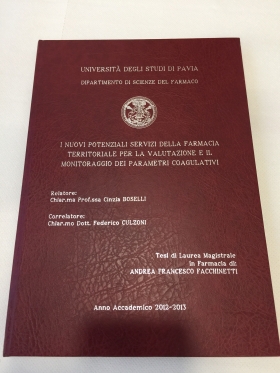 UNIVERSITÀ DEGLI STUDI DI PAVIA
DIPARTIMENTO DI SCIENZE DEL FARMACO
I NUOVI POTENZIALI SERVIZI DELLA FARMACIA
TERRITORIALE PER LA VALUTAZIONE E IL
MONITORAGGIO DEI PARAMETRI COAGULATIVI
Relatore:
Chiar.ma Prof.ssa Cinzia BOSELLI
Correlatore:
Chiar.mo Dott. Federico CULZONI
Tesi di Laurea Magistrale
in Farmacia di:
ANDREA FRANCESCO FACCHINETTI
Anno Accademico 2012-2013